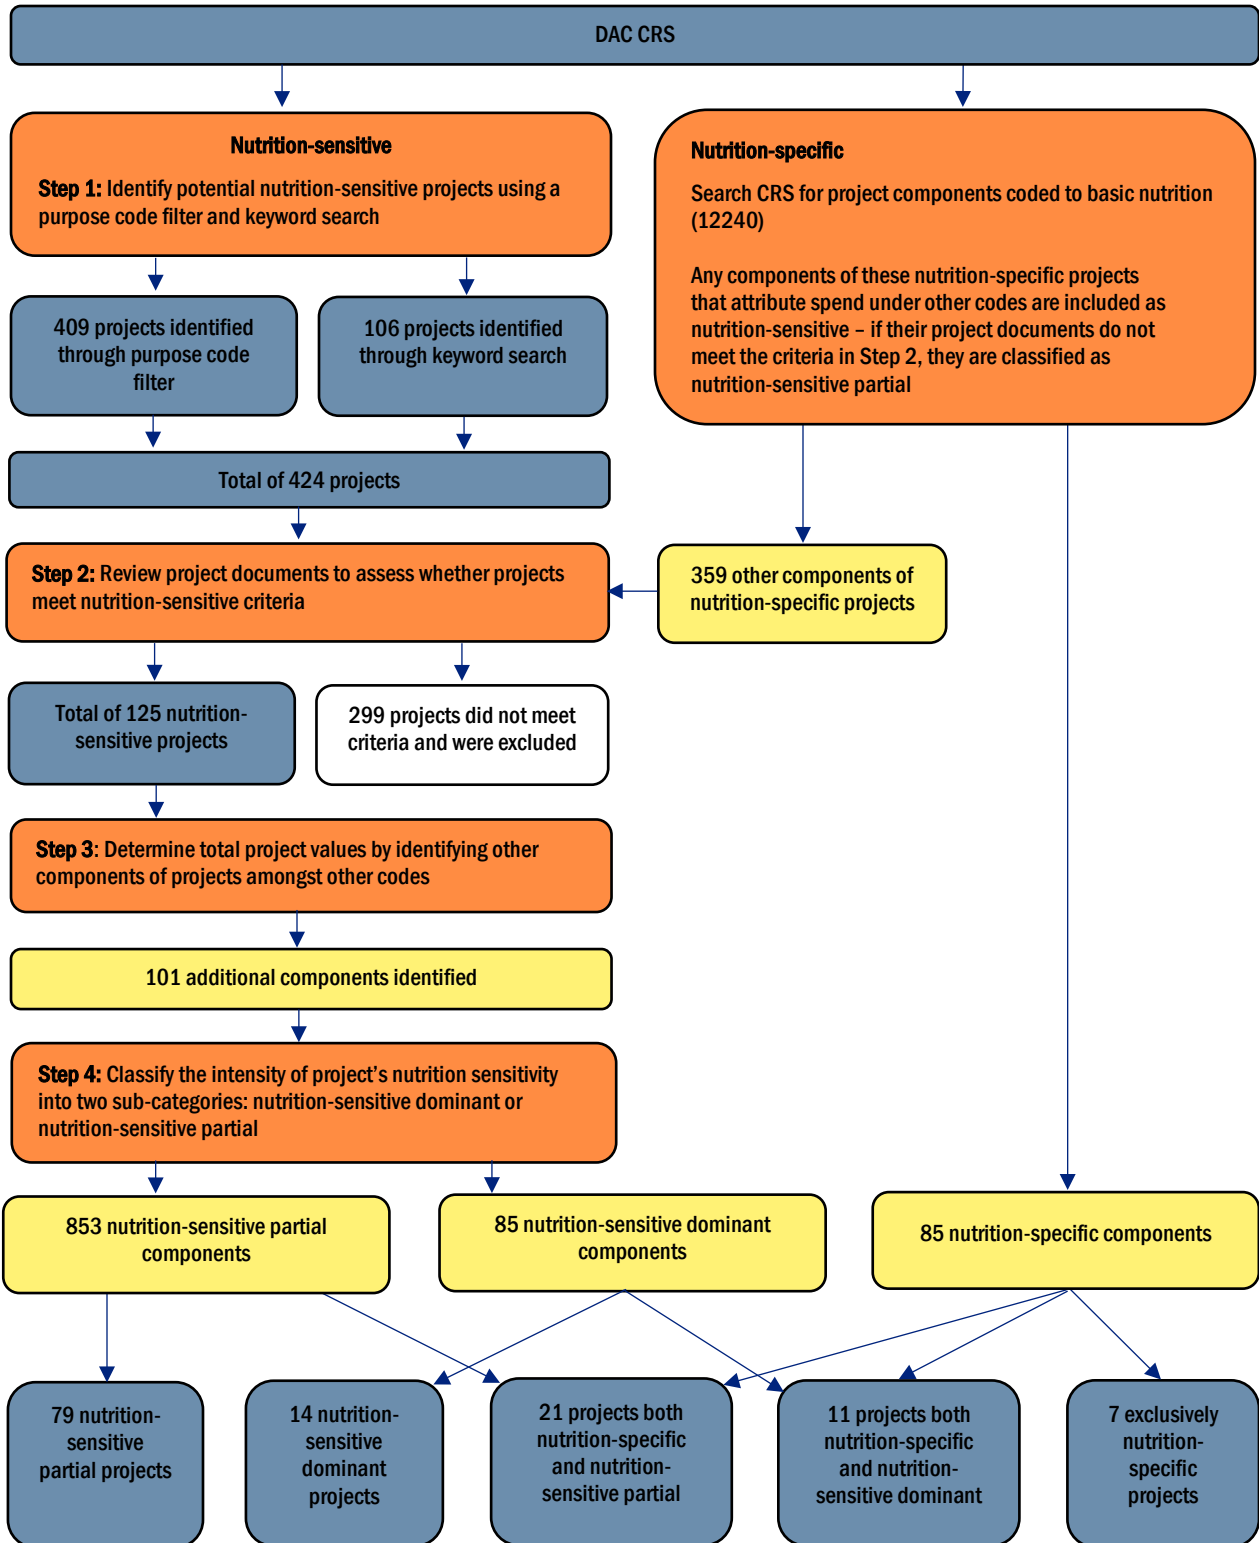 DAC CRS
Nutrition-sensitive
Step 1: Identify potential nutrition-sensitive projects using a
purpose code filter and keyword search
Nutrition-specific
Search CRS for project components coded to basic nutrition
(12240)
Any components of these nutrition-specific projects
that attribute spend under other codes are included as
nutrition-sensitive – if their project documents do not
meet the criteria in Step 2, they are classified as
nutrition-sensitive partial
409 projects identified
through purpose code
filter
106 projects identified
through keyword search
Total of 424 projects
Step 2: Review project documents to assess whether projects
meet nutrition-sensitive criteria
359 other components of
nutrition-specific projects
Total of 125 nutrition-
sensitive projects
299 projects did not meet
criteria and were excluded
Step 3: Determine total project values by identifying other
components of projects amongst other codes
101 additional components identified
Step 4: Classify the intensity of project's nutrition sensitivity
into two sub-categories: nutrition-sensitive dominant or
nutrition-sensitive partial
853 nutrition-sensitive partial
components
85 nutrition-sensitive dominant
components
85 nutrition-specific components
79 nutrition-
sensitive
partial projects
14 nutrition-
sensitive
dominant
projects
21 projects both
nutrition-specific
and nutrition-
sensitive partial
11 projects both
nutrition-specific
and nutrition-
sensitive dominant
7 exclusively
nutrition-
specific
projects